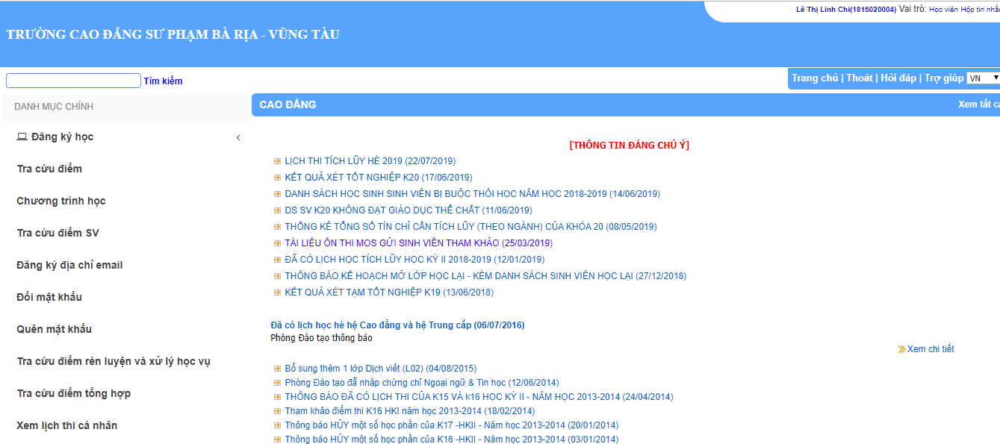 Lê Thị Linh Chi(1815020004) Vai trò: Học viên Hộp tin
TRƯỜNG CAO ĐẲNG SƯ PHẠM BÀ RỊA - VŨNG TÀU
Tìm kiếm
Trang chủ | Thoát | Hỏi đáp | Trợ giúp VN
DANH MỤC CHÍNH
CAO ĐẲNG
Xem tất
Đăng ký học
Tra cứu điểm
Chương trình học
Tra cứu điểm SV
Đăng ký địa chỉ email
Đổi mật khẩu
Quên mật khẩu
Tra cứu điểm rèn luyện và xử lý học vụ
Tra cứu điểm tổng hợp
Xem lịch thi cá nhân
[THÔNG TIN ĐÁNG CHÚ Ý]
LỊCH THI TÍCH LŨY HÈ 2019 (22/07/2019)
KẾT QUẢ XÉT TỐT NGHIỆP K20 (17/06/2019)
DANH SÁCH HỌC SINH SINH VIÊN BỊ BUỘC THÔI HỌC NĂM HỌC 2018-2019 (14/06/2019)
DS SV K20 KHÔNG ĐẠT GIÁO DỤC THỂ CHẤT (11/06/2019)
THỐNG KÊ TỔNG SỐ TÍN CHỈ CẦN TÍCH LŨY (THEO NGÀNH) CỦA KHÓA 20 (08/05/2019)
TÀI LIỆU ÔN THI MOS GỬI SINH VIÊN THAM KHẢO (25/03/2019)
ĐÃ CÓ LỊCH HỌC TÍCH LŨY HỌC KỲ II 2018-2019 (12/01/2019)
THÔNG BÁO KẾ HOẠCH MỞ LỚP HỌC LẠI - KÈM DANH SÁCH SINH VIÊN HỌC LẠI (27/12/2018)
KẾT QUẢ XÉT TẠM TỐT NGHIỆP K19 (13/06/2018)
Đã có lịch học hè hệ Cao đẳng và hệ Trung cấp (06/07/2016)
Phòng Đào tạo thông báo
Xem chi tiết
Bổ sung thêm 1 lớp Dịch viết (L02) (04/08/2015)
Phòng Đảo tạo đẫ nhập chứng chỉ Ngoại ngữ & Tin học (12/06/2014)
THÔNG BÁO ĐÃ CÓ LỊCH THI CỦA K15 VÀ k16 HỌC KỲ II - NĂM HỌC 2013-2014 (24/04/2014)
Tham khảo điểm thi K16 HKI năm học 2013-2014 (18/02/2014)
Thông báo HỦY một số học phần của K17 -HKII - Năm học 2013-2014 (20/01/2014)
Thông báo HỦY một số học phần của K16 -HKII - Năm học 2013-2014 (03/01/2014)